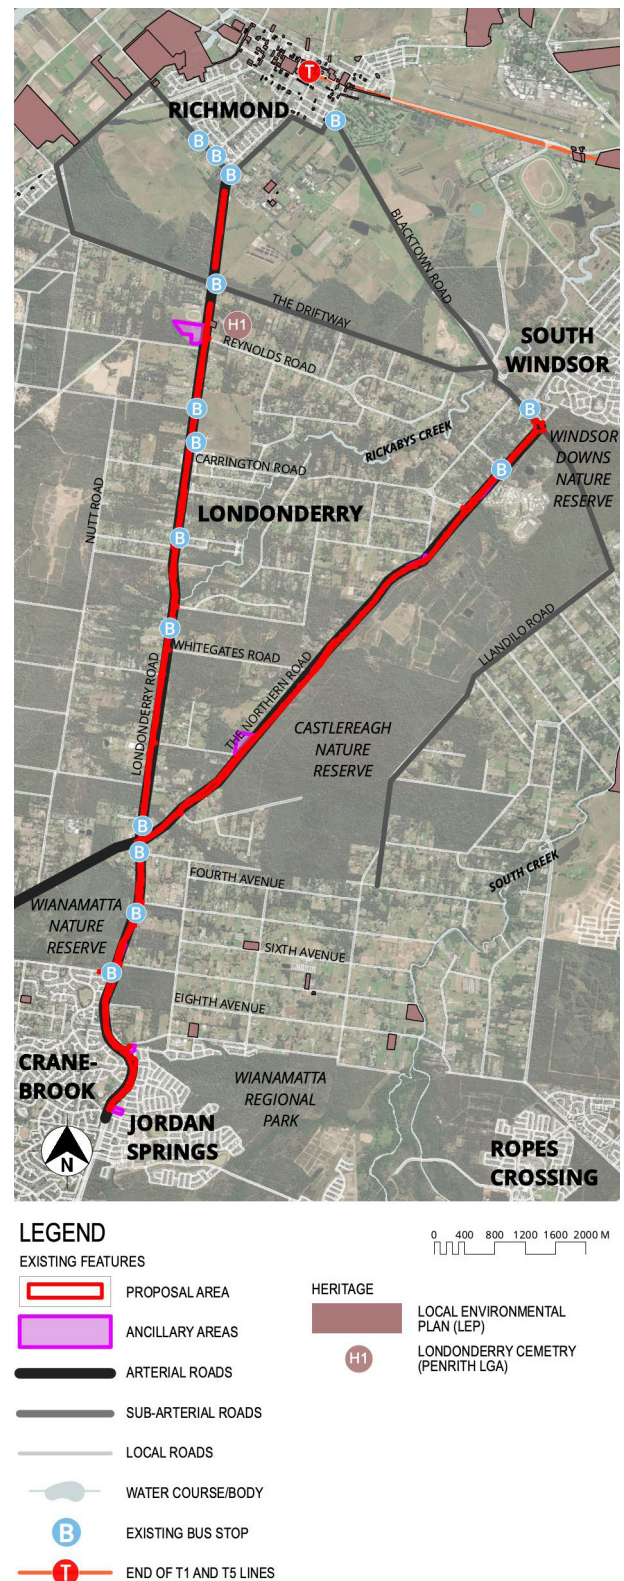 T
RICHMOND
B
B
B
B
BLACKTOWN ROAD
B
THE DRIFTWAY
H1
REYNOLDS ROAD
SOUTH
WINDSOR
B
B
RICKABYS CREEK
WINDSOR
DOWNS
NATURE
RESERVE
B
CARRINGTON ROAD
B
NUTT ROAD
LONDONDERRY
B
LLANDILO ROAD
B
WHITEGATES ROAD
LONDONDERRY ROAD
THE NORTHERN ROAD
CASTLEREAGH
NATURE
RESERVE
B
B
SOUTH CREEK
FOURTH AVENUE
WIANAMATTA
NATURE
RESERVE
B
SIXTH AVENUE
B
EIGHTH AVENUE
CRANE-
BROOK
WIANAMATTA
REGIONAL
PARK
JORDAN
SPRINGS
ROPES
CROSSING
N
LEGEND
0 400 800 1200 1600 2000 M
EXISTING FEATURES
PROPOSAL AREA
ANCILLARY AREAS
ARTERIAL ROADS
SUB-ARTERIAL ROADS
LOCAL ROADS
WATER COURSE/BODY
B EXISTING BUS STOP
T END OF T1 AND T5 LINES
HERITAGE
LOCAL ENVIRONMENTAL
PLAN (LEP)
H1 LONDONDERRY CEMETRY
(PENRITH LGA)